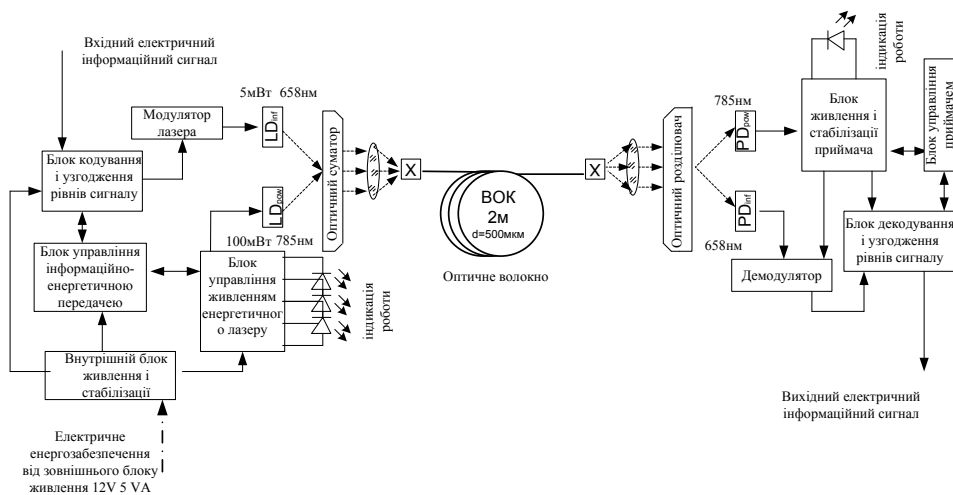 Вхідний електричний
інформаційний сигнал
5мВт 658нм
Модулятор
лазера
LDinf
Оптичний суматор
Блок кодування
і узгодження
рівнів сигналу
LDpow
100мВт 785нм
Блок управління
інформаційно-
енергетичною
передачею
Блок
управління
живленням
енергетичног
о лазеру
індикація
роботи
Внутрішній блок
живлення і
стабілізації
Електричне
енергозабезпечення
від зовнішнього блоку
живлення 12V 5 VA
X
ВОК
2м
d=500мкм
Оптичне волокно
X
Оптичний розділювач
785нм
PDpow
PDinf
658нм
Демодулятор
індикація
роботи
Блок
живлення і
стабілізації
приймача
Блок управління
приймачем
Блок декодування
і узгодження
рівнів сигналу
Вихідний електричний
інформаційний сигнал